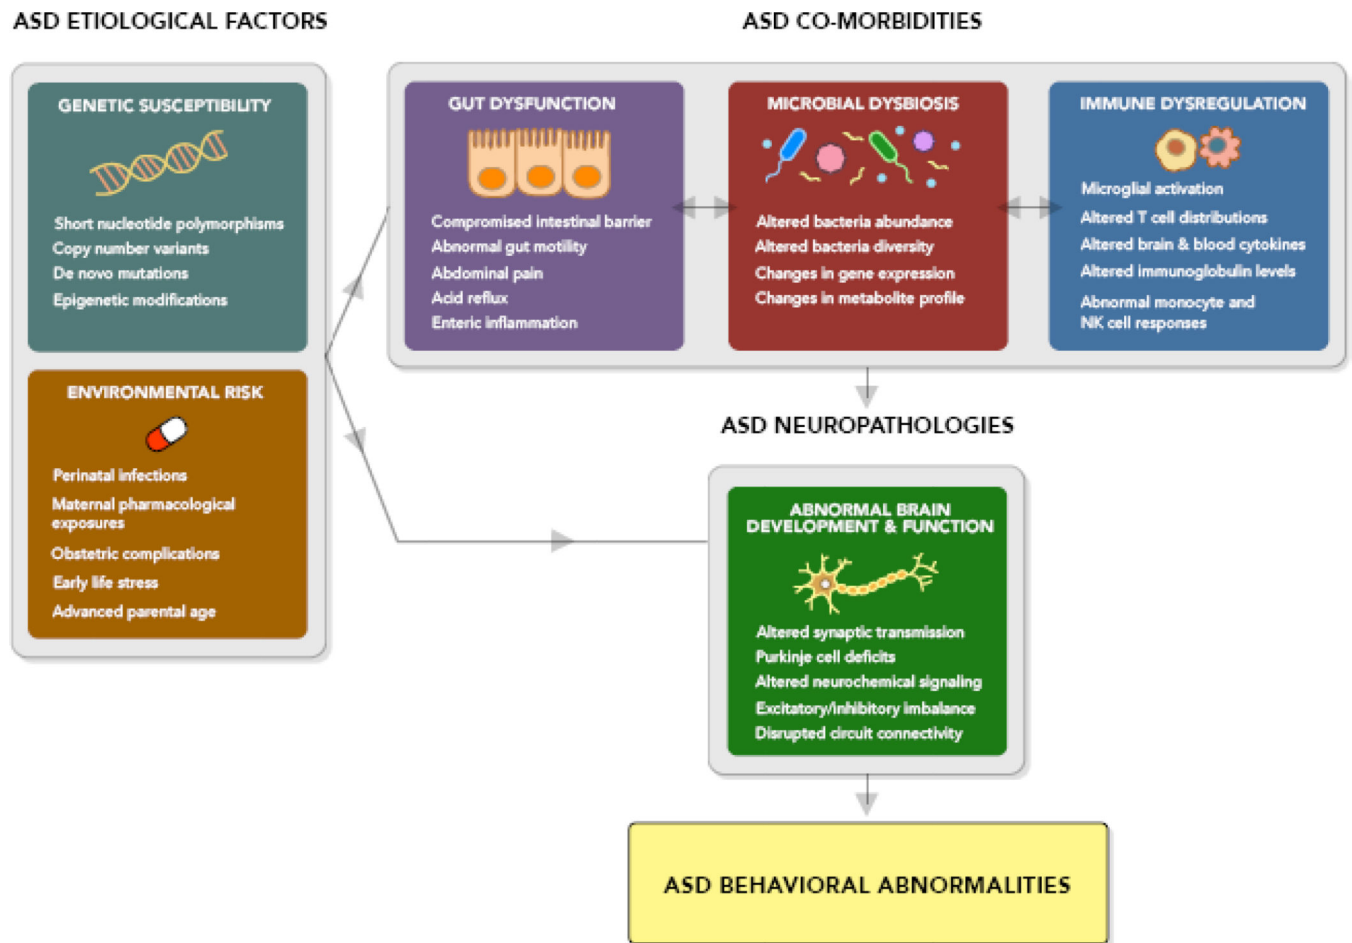 ASD ETIOLOGICAL FACTORS
GENETIC SUSCEPTIBILITY
Short nucleotide polymorphisms
Copy number variants
De novo mutations
Epigenetic modifications
ENVIRONMENTAL RISK
Perinatal infections
Maternal pharmacological
exposures
Obstetric complications
Early life stress
Advanced parental age
ASD CO-MORBIDITIES
GUT DYSFUNCTION
Compromised intestinal barrier
Abnormal gut motility
Abdominal pain
Acid reflux
Enteric inflammation
MICROBIAL DYSBIOSIS
Altered bacteria abundance
Altered bacteria diversity
Changes in gene expression
Changes in metabolite profile
IMMUNE DYSREGULATION
Microglial activation
Altered T cell distributions
Altered brain & blood cytokines
Altered immunoglobulin levels
Abnormal monocyte and
NK cell responses
ASD NEUROPATHOLOGIES
ABNORMAL BRAIN
DEVELOPMENT & FUNCTION
Altered synaptic transmission
Purkinje cell deficits
Altered neurochemical signaling
Excitatory/inhibitory imbalance
Disrupted circuit connectivity
ASD BEHAVIORAL ABNORMALITIES